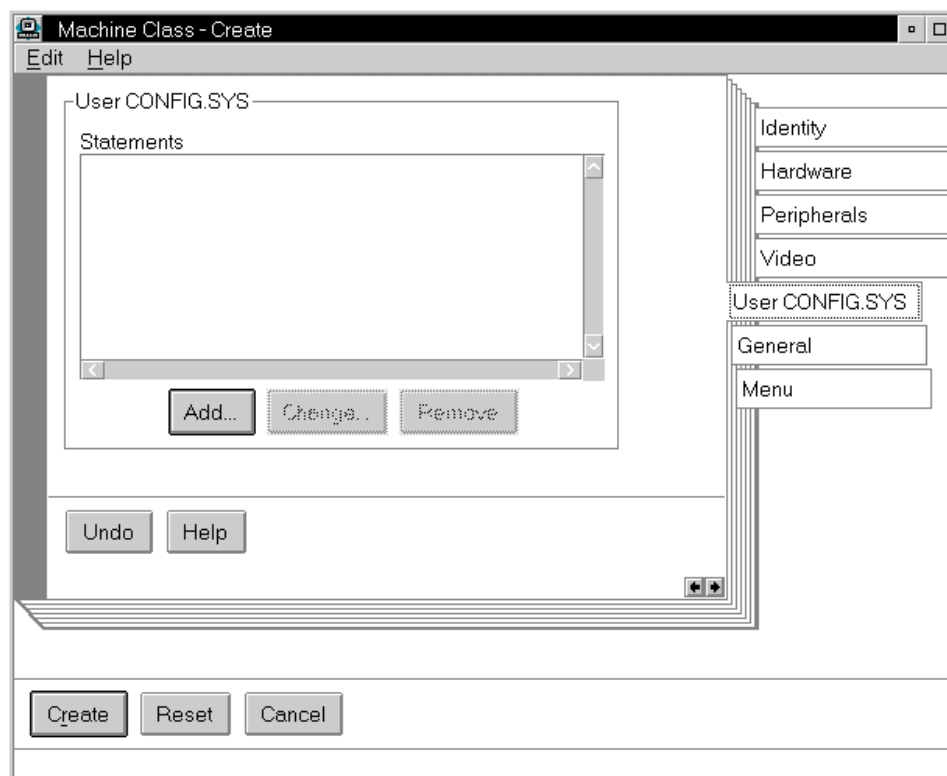 Machine Class - Create
Edit Help
User CONFIG.SYS
Statements
Add... Change... Remove
Undo Help
Identity
Hardware
Peripherals
Video
User CONFIG.SYS
General
Menu
Create Reset Cancel